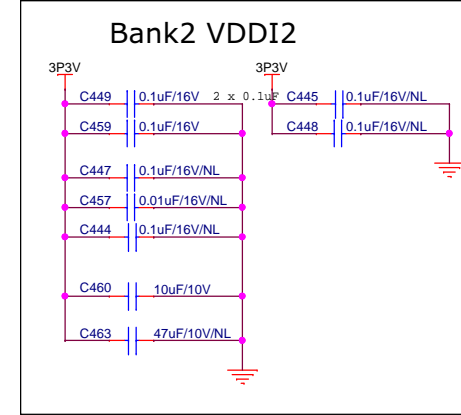 Bank2 VDDI2
3P3V 3P3V
C449 0.1uF/16V 2 x 0.1uF C445 0.1uF/16V/NL
C459 0.1uF/16V C448 0.1uF/16V/NL
C447 0.1uF/16V/NL
C457 0.01uF/16V/NL
C444 0.1uF/16V/NL
C460 10uF/10V
C463 47uF/10V/NL